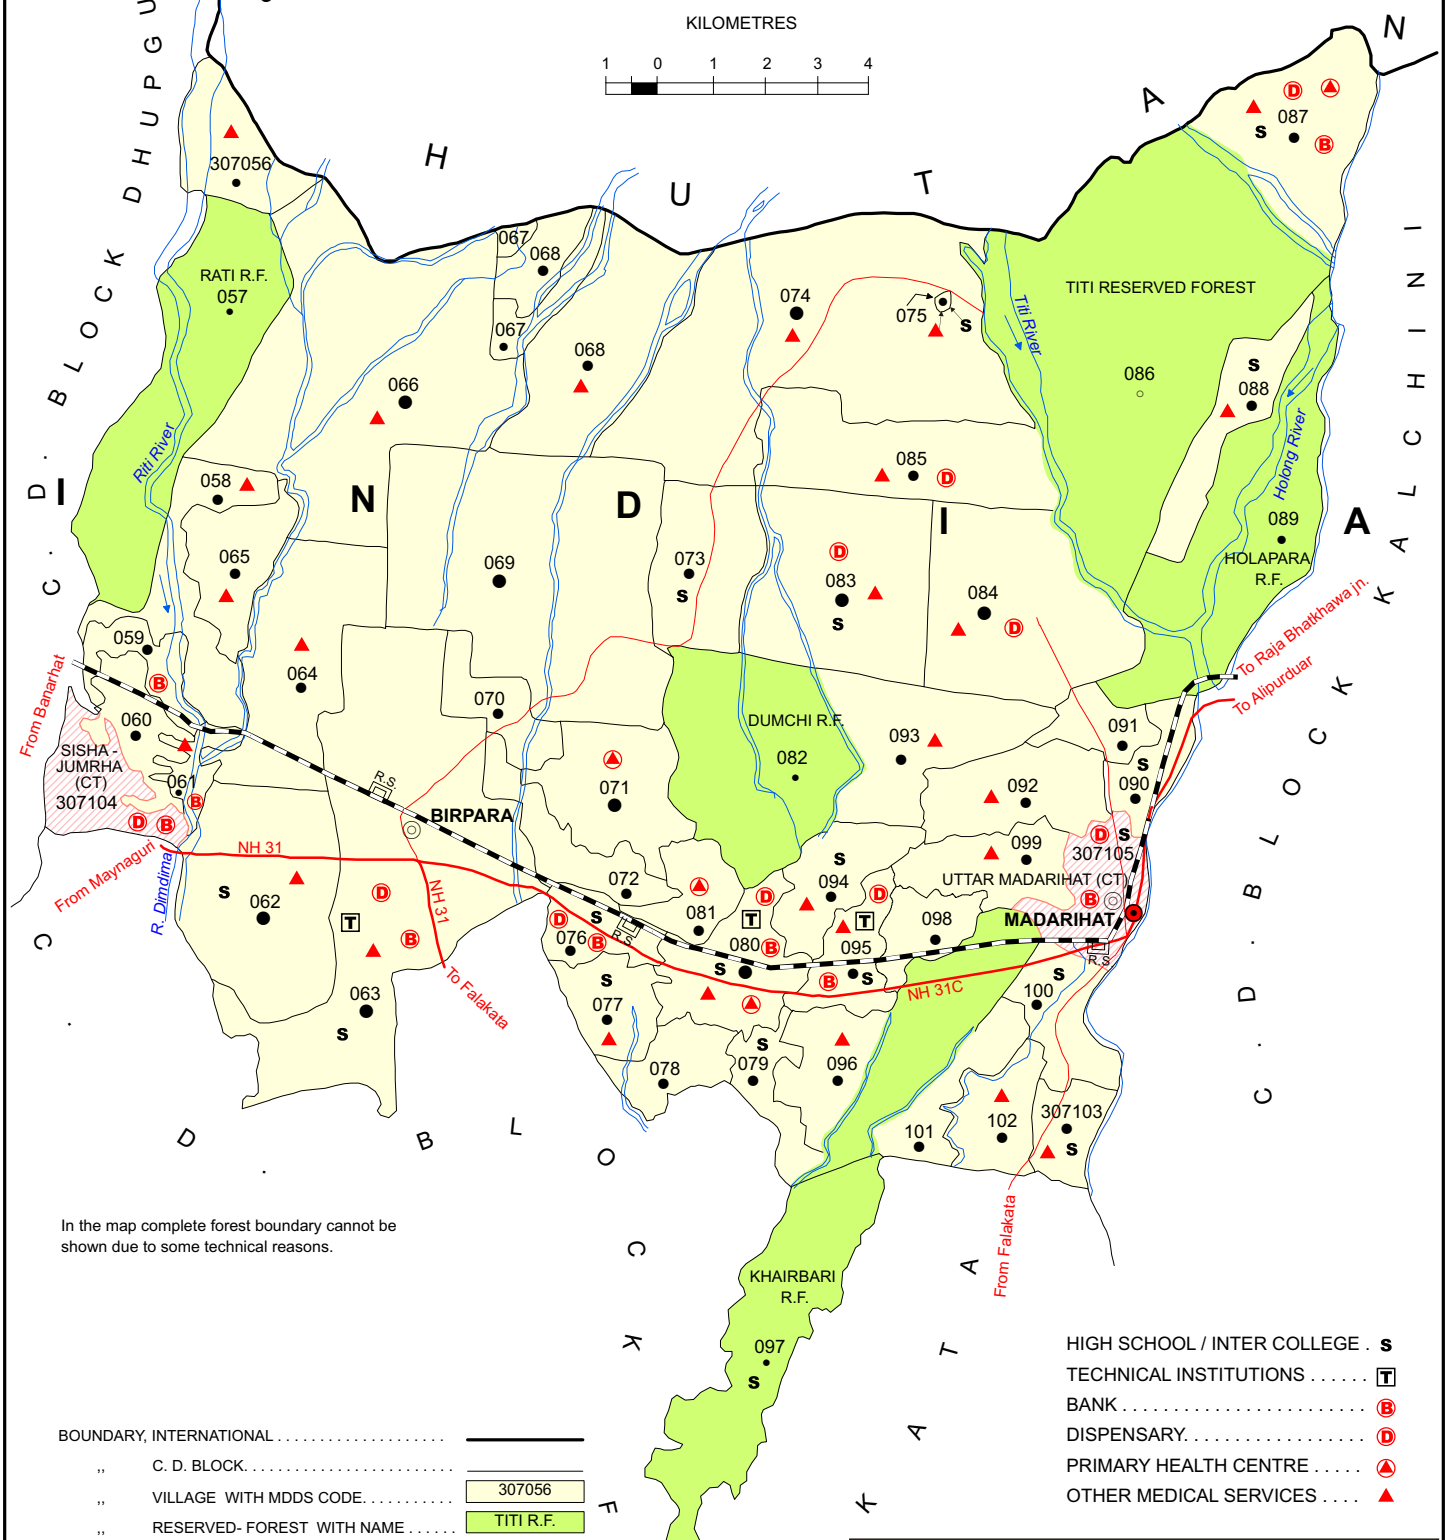 KILOMETRES
1 0 1 2 3 4
C. D. BLOCK DHUPGU
BHUTAN
INDIA
C. D. BLOCK KALCHINI
C. D. BLOCK F
KATA
307056
RATI R.F.
057
Riti River
058
065
059
060
061
SISHA -
JUMRHA
(CT)
307104
From Banarhat
From Maynaguri
R. Dimdima
NH 31
062
063
064
066
067
068
067
068
069
070
071
072
073
074
075
Titi River
TITI RESERVED FOREST
086
087
088
Holong River
089
HOLAPARA
R.F.
To Raja Bhatkhawa jn.
To Alipurduar
085
083
084
DUMCHI R.F.
082
093
092
091
090
099
307105
UTTAR MADARIHAT (CT)
MADARIHAT
R.S
R.S.
BIRPARA
NH 31
To Falakata
R.S
076
077
078
079
080
081
094
095
096
098
NH 31C
100
101
102
307103
From Falakata
KHAIRBARI
R.F.
097
S
T
B
D
In the map complete forest boundary cannot be
shown due to some technical reasons.
BOUNDARY, INTERNATIONAL ....................
,, C. D. BLOCK.........................
,, VILLAGE WITH MDDS CODE........... 307056
,, RESERVED- FOREST WITH NAME ...... TITI R.F.
HIGH SCHOOL / INTER COLLEGE . S
TECHNICAL INSTITUTIONS ...... T
BANK ........................ B
DISPENSARY.................. D
PRIMARY HEALTH CENTRE .....
OTHER MEDICAL SERVICES ....